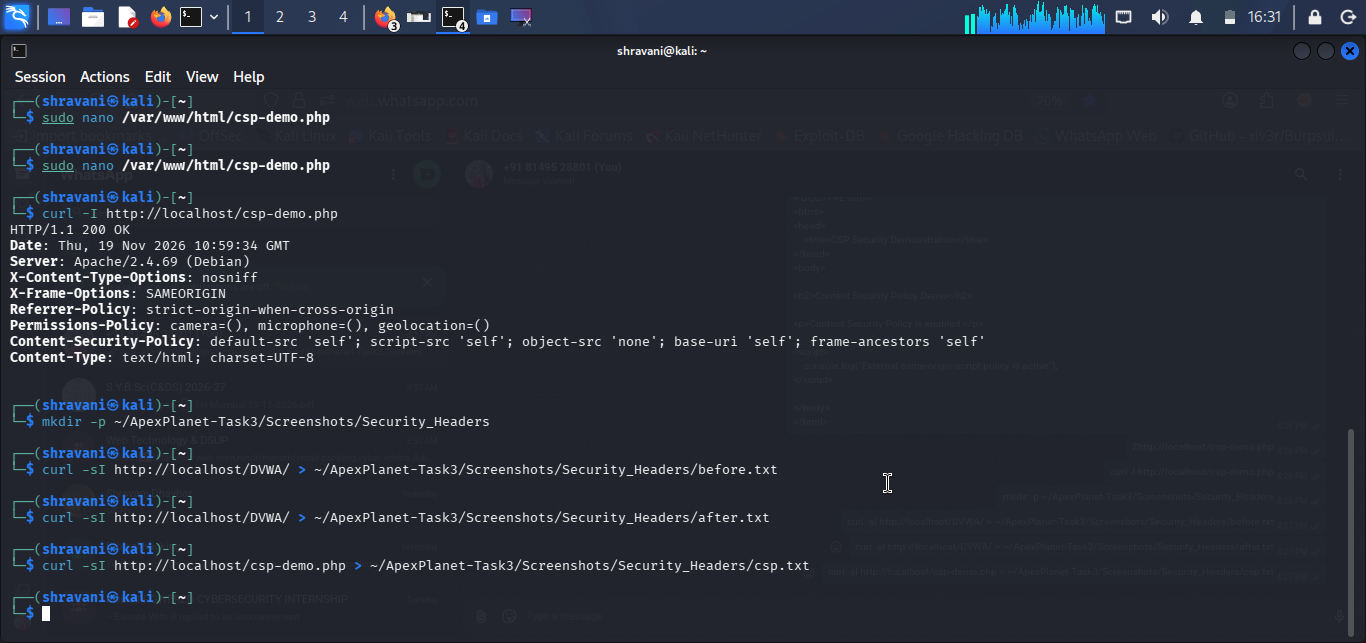 1 2 3 4 3 4 16:31
shravani@kali: ~
Session Actions Edit View Help
┌──(shravani㉿kali)-[~]
└─$ sudo nano /var/www/html/csp-demo.php
┌──(shravani㉿kali)-[~]
└─$ sudo nano /var/www/html/csp-demo.php
┌──(shravani㉿kali)-[~]
└─$ curl -I http://localhost/csp-demo.php
HTTP/1.1 200 OK
Date: Thu, 19 Nov 2026 10:59:34 GMT
Server: Apache/2.4.69 (Debian)
X-Content-Type-Options: nosniff
X-Frame-Options: SAMEORIGIN
Referrer-Policy: strict-origin-when-cross-origin
Permissions-Policy: camera=(), microphone=(), geolocation=()
Content-Security-Policy: default-src 'self'; script-src 'self'; object-src 'none'; base-uri 'self'; frame-ancestors 'self'
Content-Type: text/html; charset=UTF-8
┌──(shravani㉿kali)-[~]
└─$ mkdir -p ~/ApexPlanet-Task3/Screenshots/Security_Headers
┌──(shravani㉿kali)-[~]
└─$ curl -sI http://localhost/DVWA/ > ~/ApexPlanet-Task3/Screenshots/Security_Headers/before.txt
┌──(shravani㉿kali)-[~]
└─$ curl -sI http://localhost/DVWA/ > ~/ApexPlanet-Task3/Screenshots/Security_Headers/after.txt
┌──(shravani㉿kali)-[~]
└─$ curl -sI http://localhost/csp-demo.php > ~/ApexPlanet-Task3/Screenshots/Security_Headers/csp.txt
┌──(shravani㉿kali)-[~]
└─$